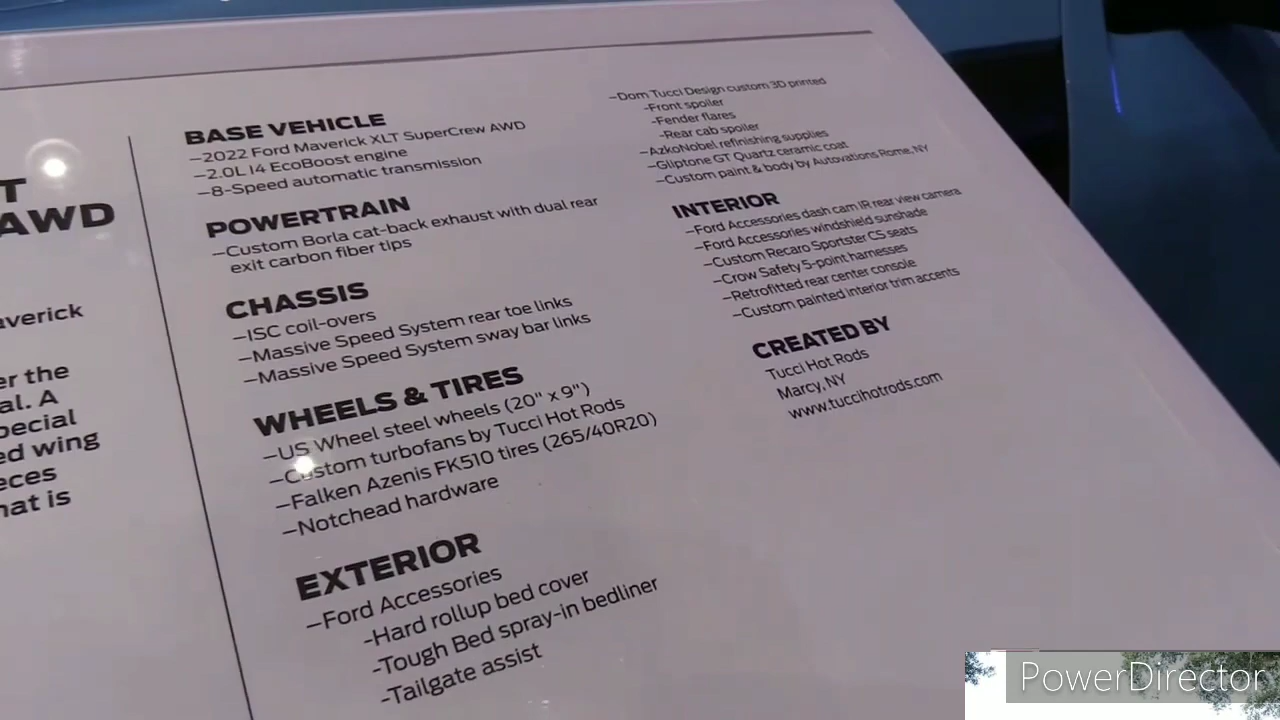 T
AWD
averick
er the
al. A
pecial
ed wing
eces
hat is
BASE VEHICLE
–2022 Ford Maverick XLT SuperCrew AWD
–2.0L I4 EcoBoost engine
–8-Speed automatic transmission
POWERTRAIN
–Custom Borla cat-back exhaust with dual rear
exit carbon fiber tips
CHASSIS
–ISC coil-overs
–Massive Speed System rear toe links
–Massive Speed System sway bar links
WHEELS & TIRES
–US Wheel steel wheels (20" x 9")
–Custom turbofans by Tucci Hot Rods
–Falken Azenis FK510 tires (265/40R20)
–Notchead hardware
EXTERIOR
–Ford Accessories
-Hard rollup bed cover
-Tough Bed spray-in bedliner
-Tailgate assist
–Dom Tucci Design custom 3D printed
-Front spoiler
-Fender flares
-Rear cab spoiler
–AzkoNobel refinishing supplies
–Gliptone GT Quartz ceramic coat
–Custom paint & body by Autovations Rome, NY
INTERIOR
–Ford Accessories dash cam IR rear view camera
–Ford Accessories windshield sunshade
–Custom Recaro Sportster CS seats
–Crow Safety 5-point harnesses
–Retrofitted rear center console
–Custom painted interior trim accents
CREATED BY
Tucci Hot Rods
Marcy, NY
www.tuccihotrods.com
PowerDirector